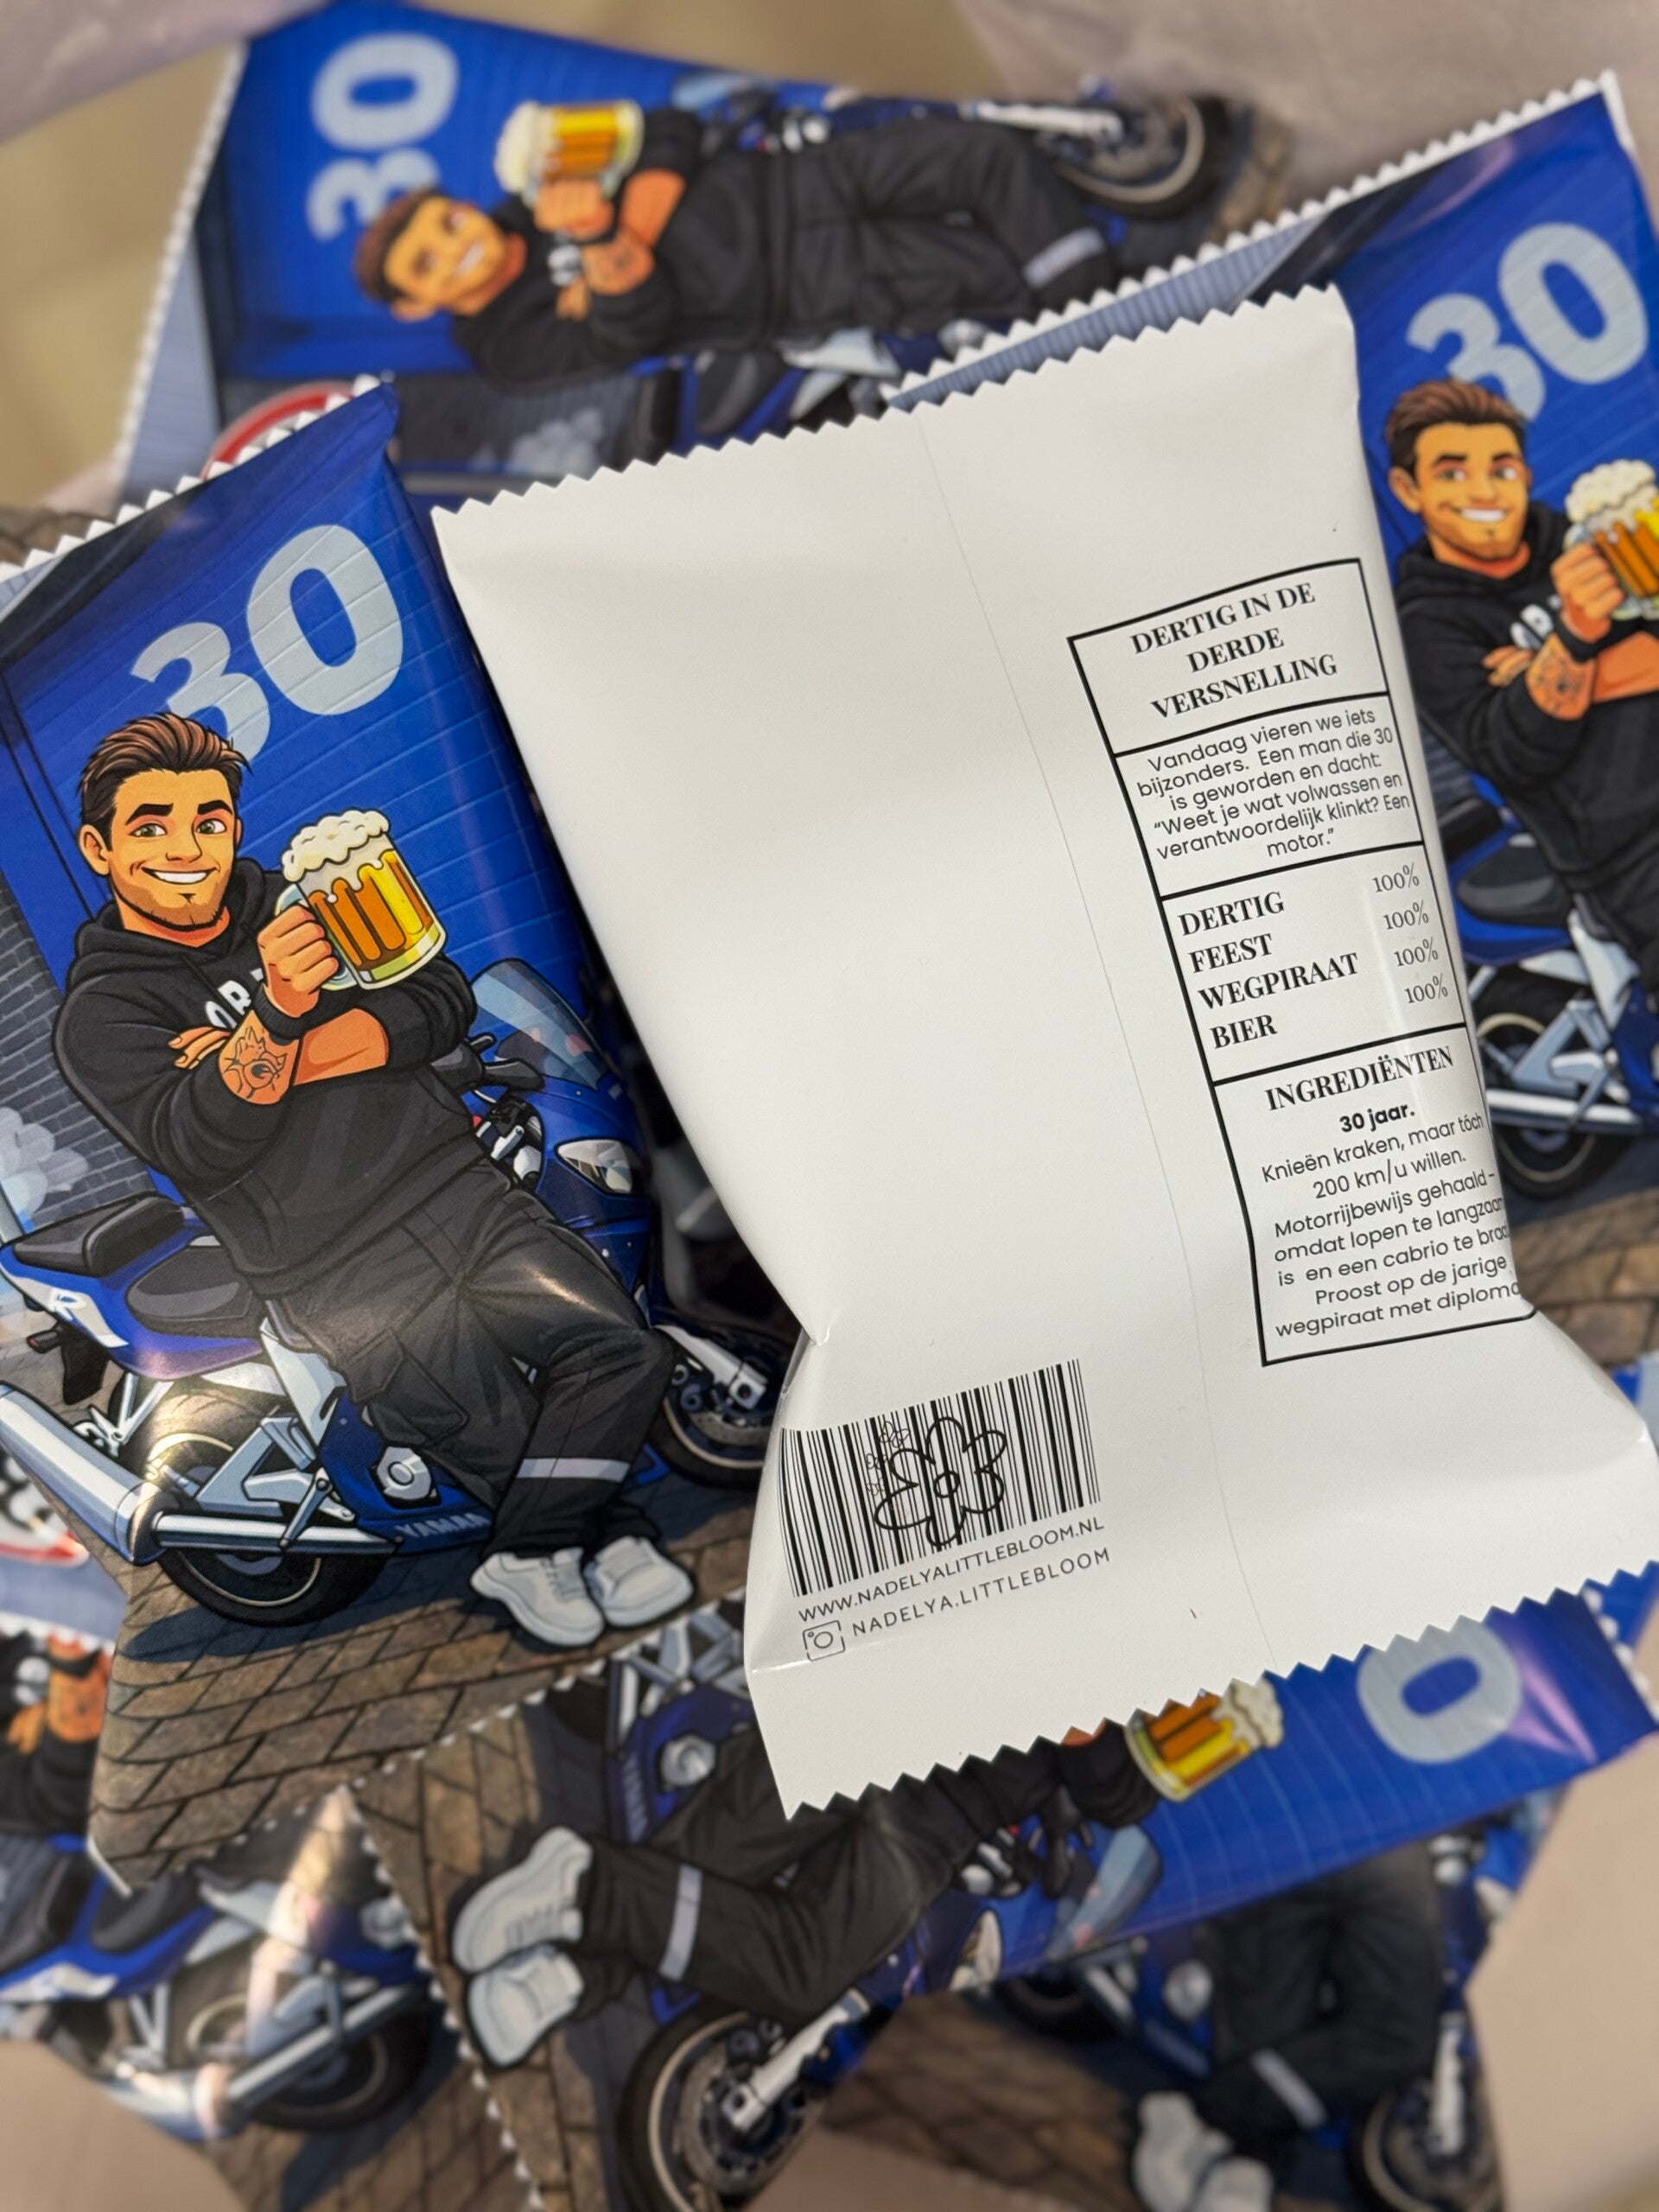 30
30
30
DERTIG IN DE
DERDE
VERSNELLING
Vandaag vieren we iets
bijzonders. Een man die 30
is geworden en dacht:
“Weet je wat volwassen en
verantwoordelijk klinkt? Een
motor.”
DERTIG 100%
FEEST 100%
WEGPIRAAT 100%
BIER 100%
INGREDIËNTEN
30 jaar.
Knieën kraken, maar tóch
200 km/u willen.
Motorrijbewijs gehaald-
omdat lopen te langzaam
is en een cabrio te braa
Proost op de jarige
wegpiraat met diploma
WWW.NADELYALITTLEBLOOM.NL
NADELYA.LITTLEBLOOM
R
0